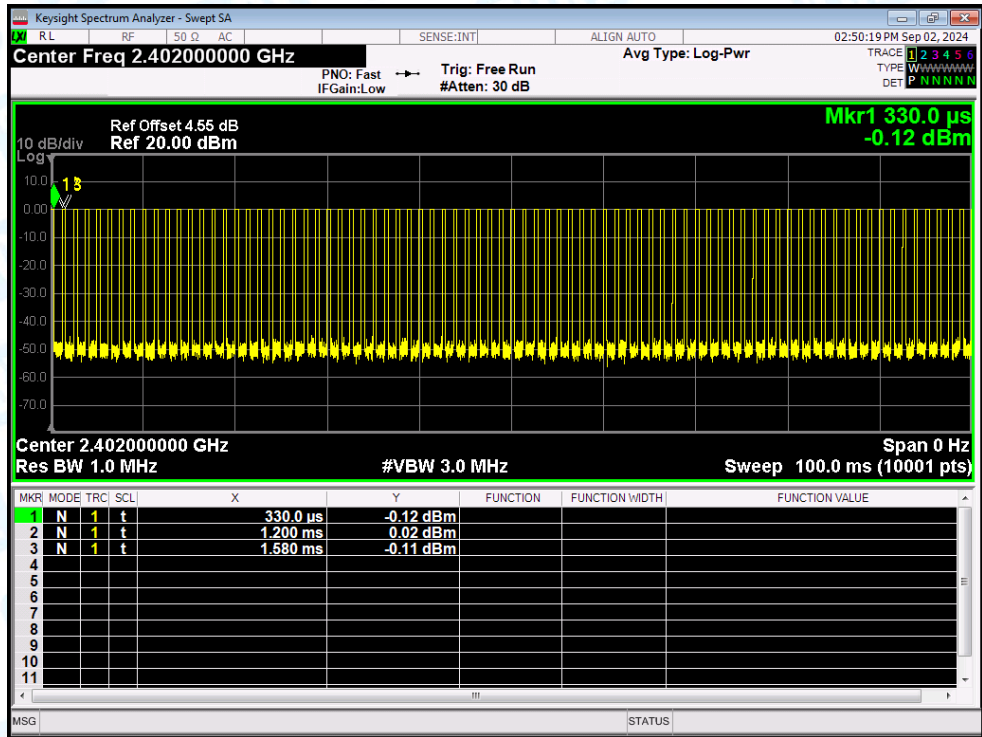 Keysight Spectrum Analyzer - Swept SA
LXI RL RF 50 Ω AC SENSE:INT ALIGN AUTO 02:50:19 PM Sep 02, 2024
Center Freq 2.402000000 GHz Avg Type: Log-Pwr TRACE 1 2 3 4 5 6
PNO: Fast Trig: Free Run TYPE WWWWWW
IFGain:Low #Atten: 30 dB DET P N N N N N
Mkr1 330.0 µs
Ref Offset 4.55 dB
10 dB/div Ref 20.00 dBm -0.12 dBm
Log
10.0
1 3
0.00
-10.0
-20.0
-30.0
-40.0
-50.0
-60.0
-70.0
Center 2.402000000 GHz Span 0 Hz
Res BW 1.0 MHz #VBW 3.0 MHz Sweep 100.0 ms (10001 pts)
MKR MODE TRC SCL X Y FUNCTION FUNCTION WIDTH FUNCTION VALUE
1 N 1 t 330.0 µs -0.12 dBm
2 N 1 t 1.200 ms 0.02 dBm
3 N 1 t 1.580 ms -0.11 dBm
4
5
6
7
8
9
10
11
MSG STATUS